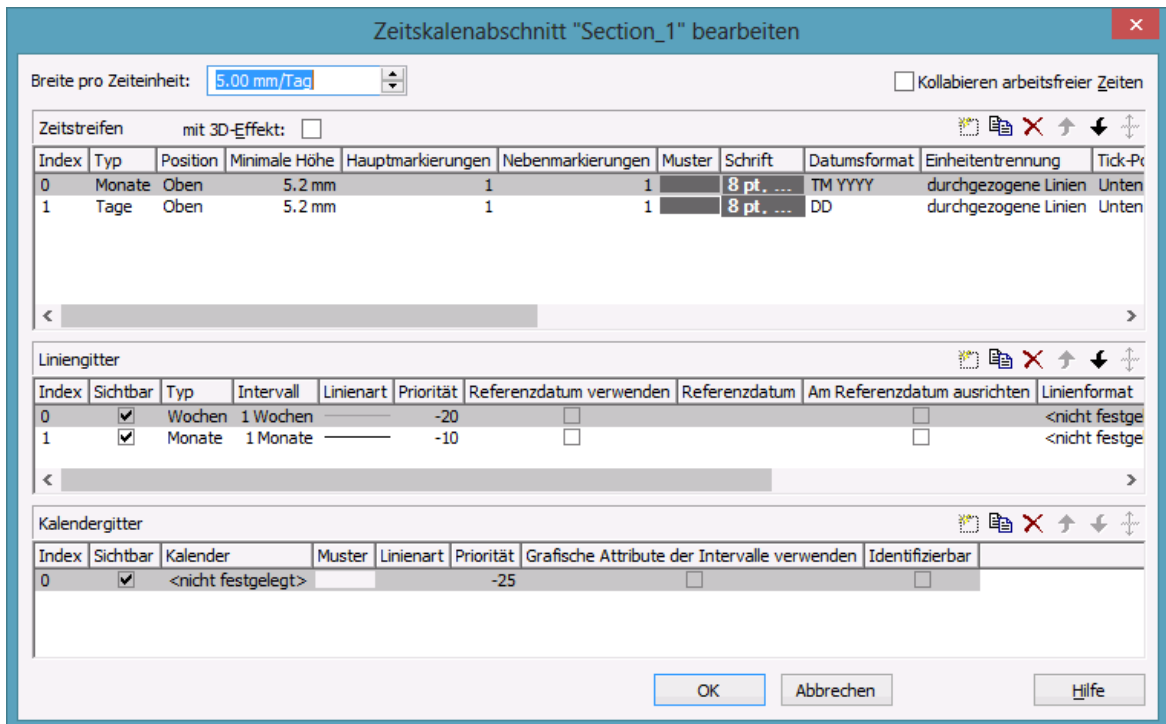 Zeitskalenabschnitt "Section_1" bearbeiten
Breite pro Zeiteinheit: 5.00 mm/Tag Kollabieren arbeitsfreier Zeiten
Zeitstreifen mit 3D-Effekt:
Index Typ Position Minimale Höhe Hauptmarkierungen Nebenmarkierungen Muster Schrift Datumsformat Einheitentrennung Tick-Po
0 Monate Oben 5.2 mm 1 1 8 pt. ... TM YYYY durchgezogene Linien Unten
1 Tage Oben 5.2 mm 1 1 8 pt. ... DD durchgezogene Linien Unten
Liniengitter
Index Sichtbar Typ Intervall Linienart Priorität Referenzdatum verwenden Referenzdatum Am Referenzdatum ausrichten Linienformat
0 Wochen 1 Wochen -20 <nicht festge
1 Monate 1 Monate -10 <nicht festge
Kalendergitter
Index Sichtbar Kalender Muster Linienart Priorität Grafische Attribute der Intervalle verwenden Identifizierbar
0 <nicht festgelegt> -25
OK Abbrechen Hilfe